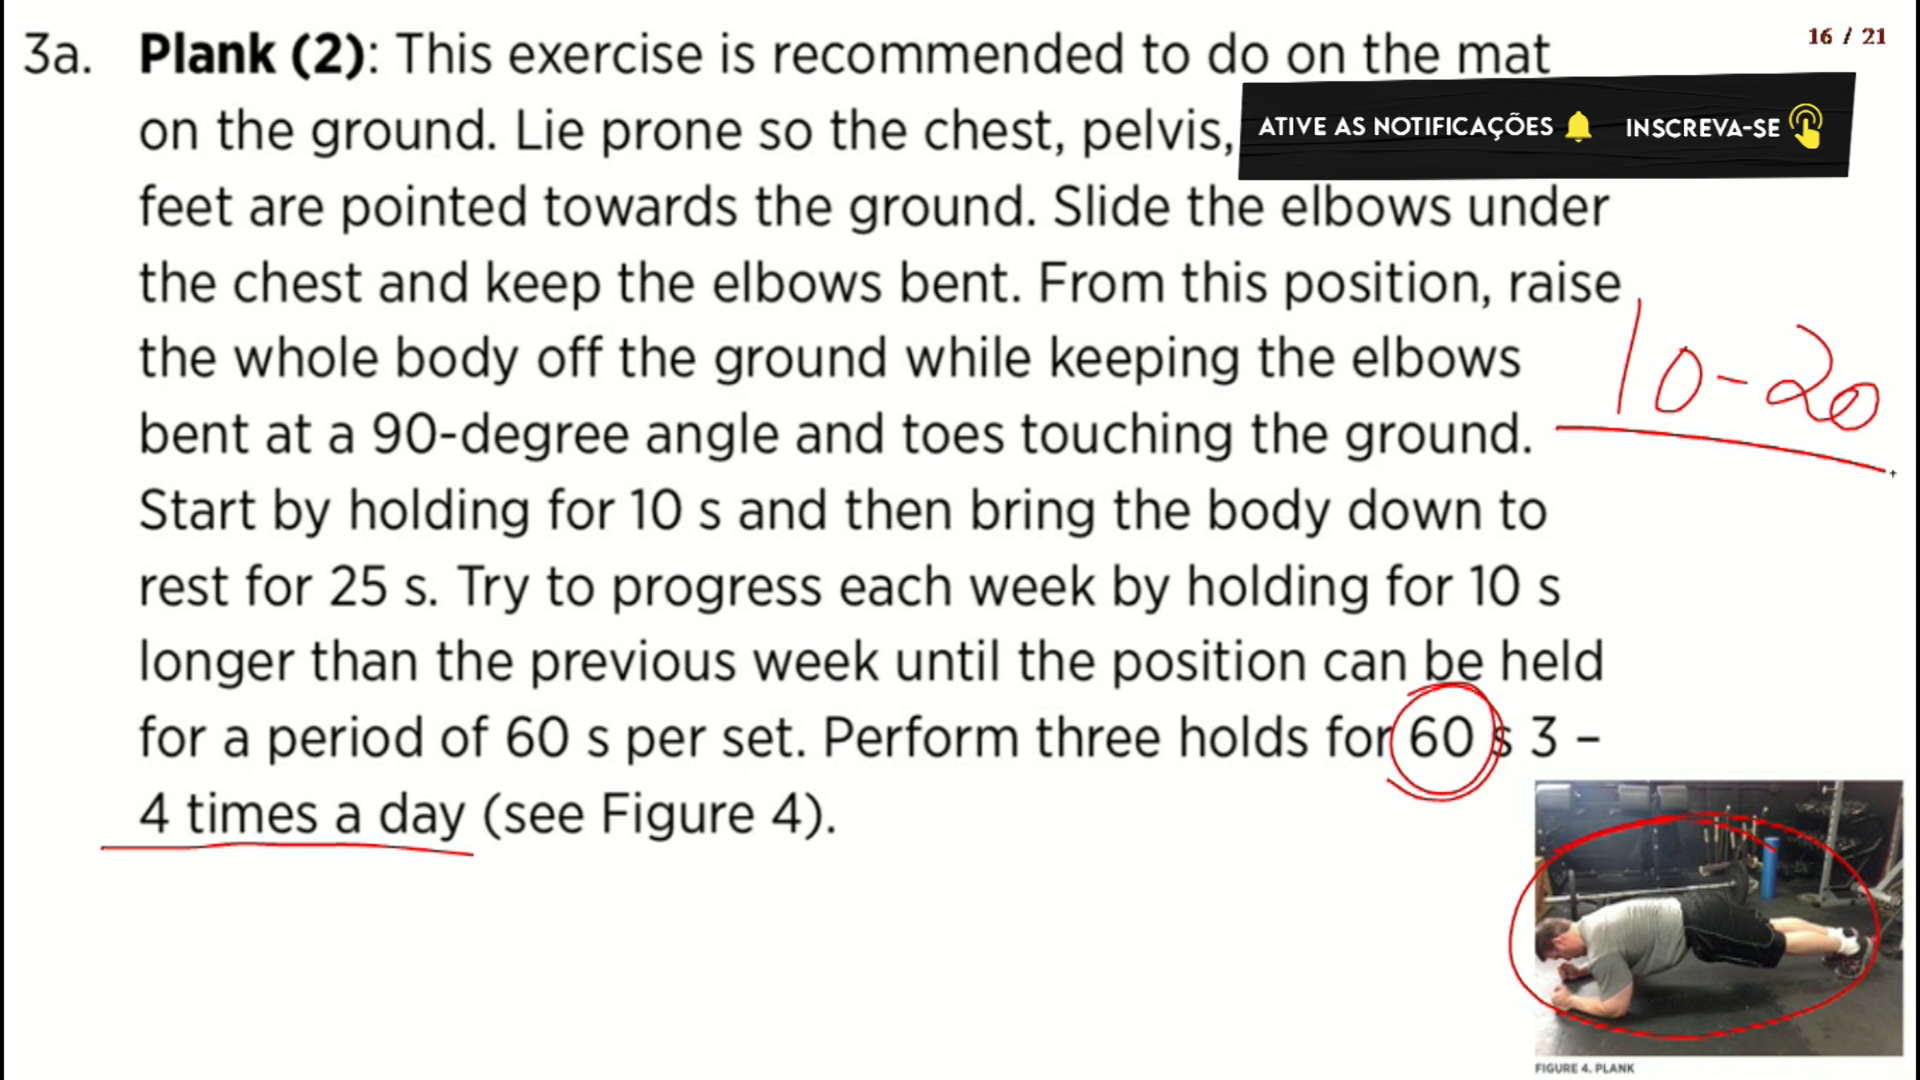 16 / 21
3a. Plank (2): This exercise is recommended to do on the mat
on the ground. Lie prone so the chest, pelvis,
ATIVE AS NOTIFICAÇÕES INSCREVA-SE
feet are pointed towards the ground. Slide the elbows under
the chest and keep the elbows bent. From this position, raise
the whole body off the ground while keeping the elbows
10-20
bent at a 90-degree angle and toes touching the ground.
Start by holding for 10 s and then bring the body down to
rest for 25 s. Try to progress each week by holding for 10 s
longer than the previous week until the position can be held
for a period of 60 s per set. Perform three holds for 60 s 3 –
4 times a day (see Figure 4).
FIGURE 4. PLANK